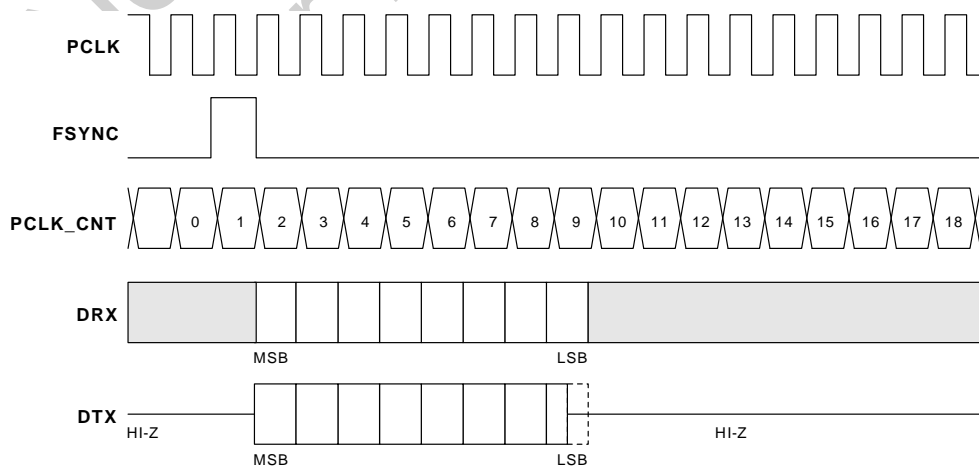 PCLK
FSYNC
PCLK_CNT 0 1 2 3 4 5 6 7 8 9 10 11 12 13 14 15 16 17 18
DRX
MSB LSB
DTX
HI-Z HI-Z
MSB LSB